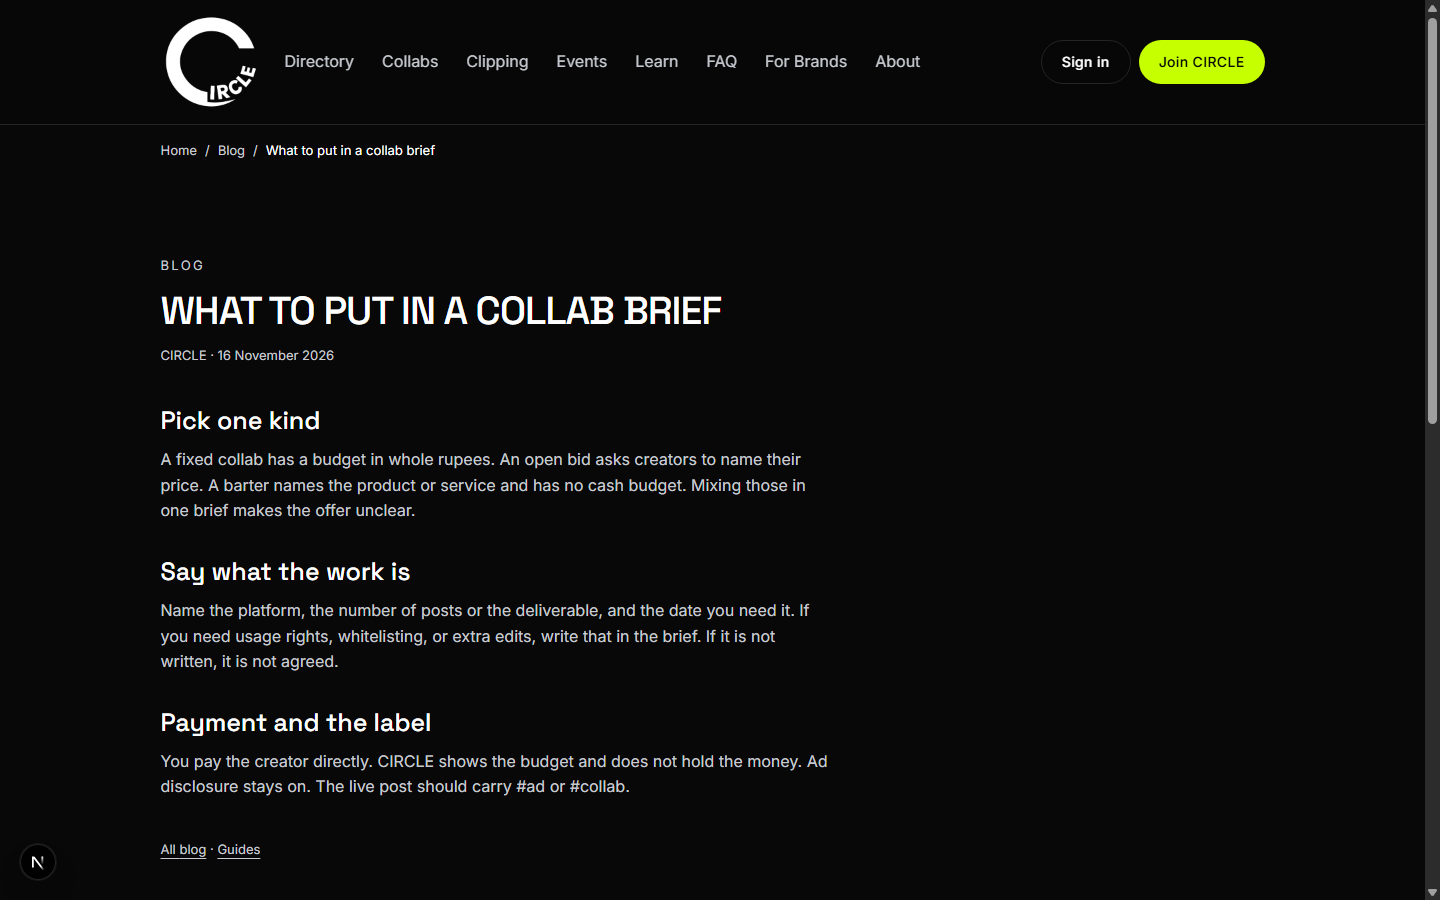 CIRCLE
Directory
Collabs
Clipping
Events
Learn
FAQ
For Brands
About
Sign in
Join CIRCLE
Home / Blog / What to put in a collab brief
BLOG
WHAT TO PUT IN A COLLAB BRIEF
CIRCLE · 16 November 2026
Pick one kind
A fixed collab has a budget in whole rupees. An open bid asks creators to name their
price. A barter names the product or service and has no cash budget. Mixing those in
one brief makes the offer unclear.
Say what the work is
Name the platform, the number of posts or the deliverable, and the date you need it. If
you need usage rights, whitelisting, or extra edits, write that in the brief. If it is not
written, it is not agreed.
Payment and the label
You pay the creator directly. CIRCLE shows the budget and does not hold the money. Ad
disclosure stays on. The live post should carry #ad or #collab.
All blog · Guides
N